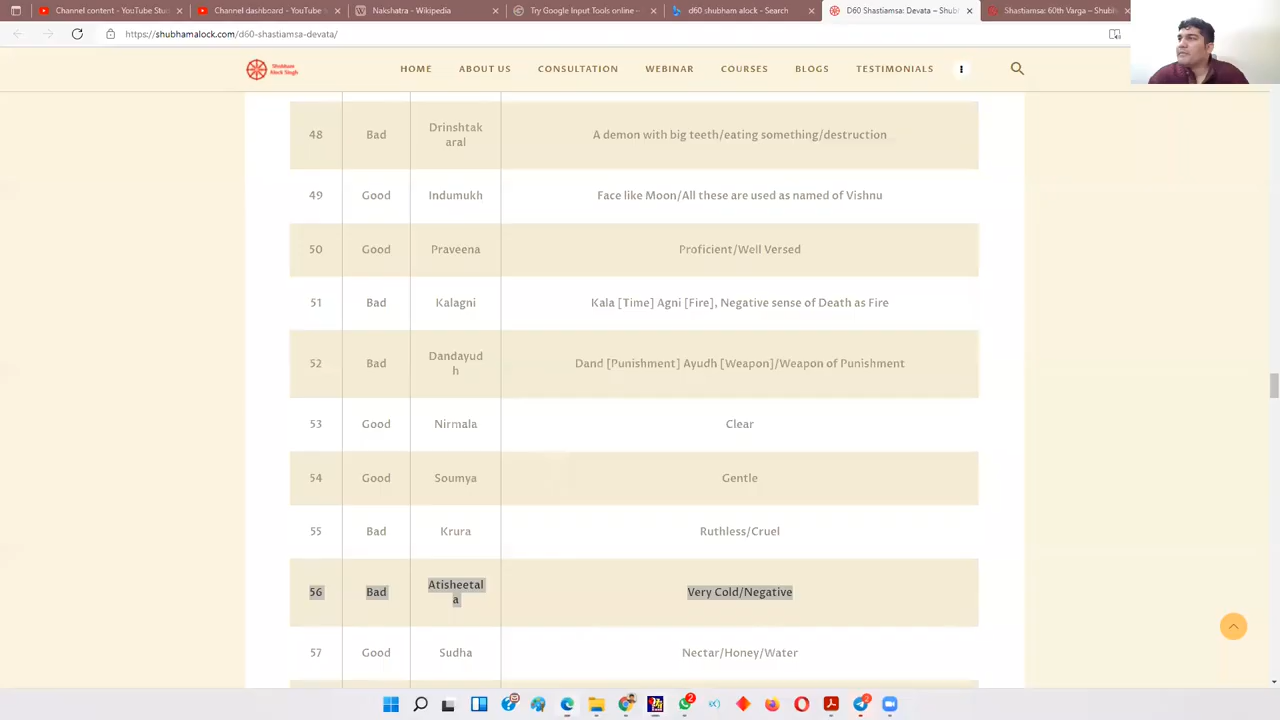 Channel content - YouTube Stu
Channel dashboard - YouTube S
Nakshatra - Wikipedia
Try Google Input Tools online –
d60 shubhamalock - Search
D60 Shastiamsa: Devata – Shub
Shastiamsa: 60th Varga – Shubh
https://shubhamalock.com/d60-shastiamsa-devata/
Shubham
Alock Singh
HOME
ABOUT US
CONSULTATION
WEBINAR
COURSES
BLOGS
TESTIMONIALS
48 Bad Drinshtak
aral A demon with big teeth/eating something/destruction
49 Good Indumukh Face like Moon/All these are used as named of Vishnu
50 Good Praveena Proficient/Well Versed
51 Bad Kalagni Kala [Time] Agni [Fire], Negative sense of Death as Fire
52 Bad Dandayud
h Dand [Punishment] Ayudh [Weapon]/Weapon of Punishment
53 Good Nirmala Clear
54 Good Soumya Gentle
55 Bad Krura Ruthless/Cruel
56 Bad Atisheetal
a Very Cold/Negative
57 Good Sudha Nectar/Honey/Water